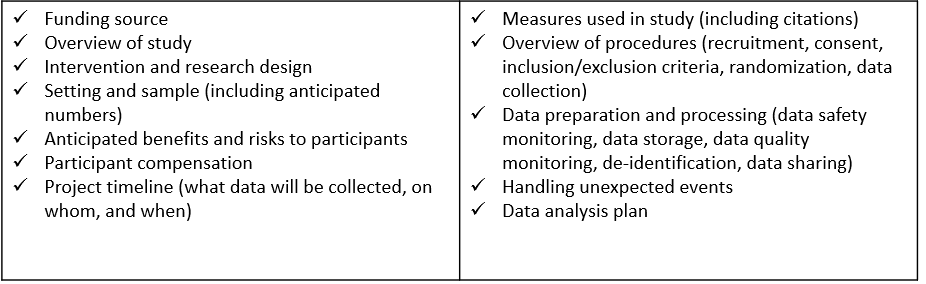 ✓ Funding source
✓ Overview of study
✓ Intervention and research design
✓ Setting and sample (including anticipated
numbers)
✓ Anticipated benefits and risks to participants
✓ Participant compensation
✓ Project timeline (what data will be collected, on
whom, and when)
✓ Measures used in study (including citations)
✓ Overview of procedures (recruitment, consent,
inclusion/exclusion criteria, randomization, data
collection)
✓ Data preparation and processing (data safety
monitoring, data storage, data quality
monitoring, de-identification, data sharing)
✓ Handling unexpected events
✓ Data analysis plan